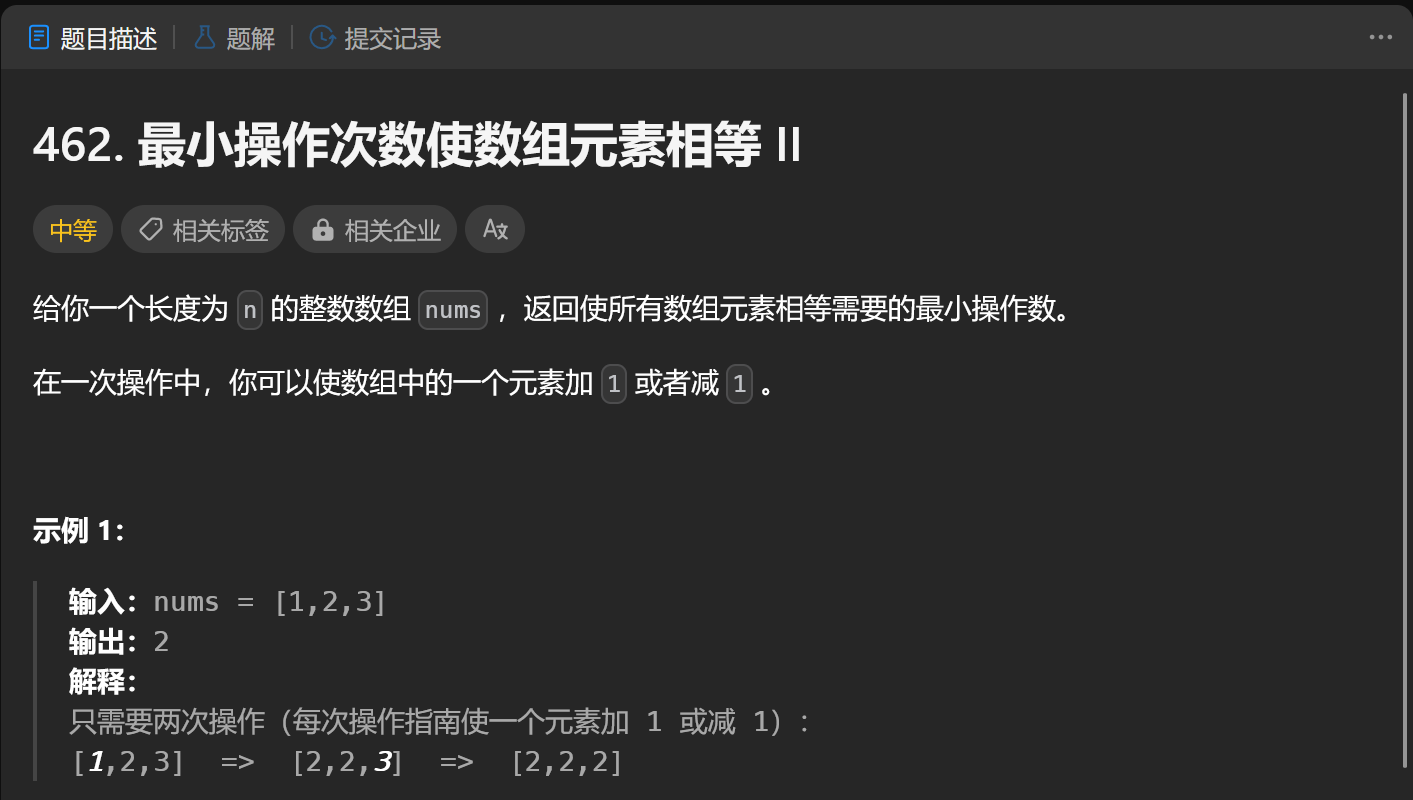 题目描述 题解 提交记录
462. 最小操作次数使数组元素相等 II
中等 相关标签 相关企业
给你一个长度为 n 的整数数组 nums ，返回使所有数组元素相等需要的最小操作数。
在一次操作中，你可以使数组中的一个元素加 1 或者减 1 。
示例 1：
输入：nums = [1,2,3]
输出：2
解释：
只需要两次操作（每次操作指南使一个元素加 1 或减 1）：
[1,2,3]  =>  [2,2,3]  =>  [2,2,2]